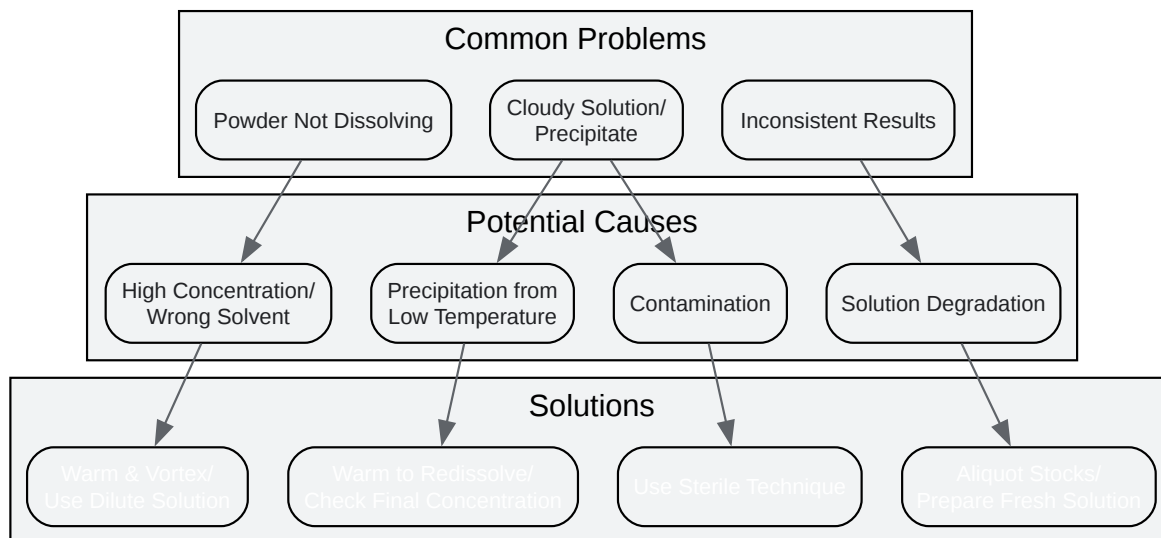 Common Problems
Powder Not Dissolving
Cloudy Solution/
Precipitate
Inconsistent Results
Potential Causes
High Concentration/
Wrong Solvent
Precipitation from
Low Temperature
Contamination
Solution Degradation
Solutions
Warm & Vortex/
Use Dilute Solution
Warm to Redissolve/
Check Final Concentration
Use Sterile Technique
Aliquot Stocks/
Prepare Fresh Solution